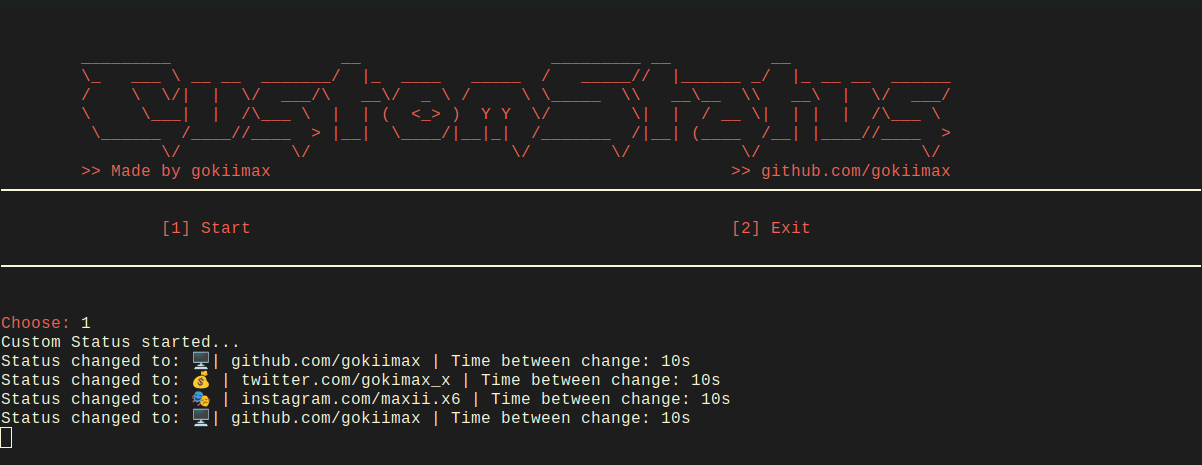 CustomStatus
>> Made by gokiimax >> github.com/gokiimax
[1] Start [2] Exit
Choose: 1
Custom Status started...
Status changed to: 🖥️| github.com/gokiimax | Time between change: 10s
Status changed to: 💰 | twitter.com/gokimax_x | Time between change: 10s
Status changed to: 🎭 | instagram.com/maxii.x6 | Time between change: 10s
Status changed to: 🖥️| github.com/gokiimax | Time between change: 10s